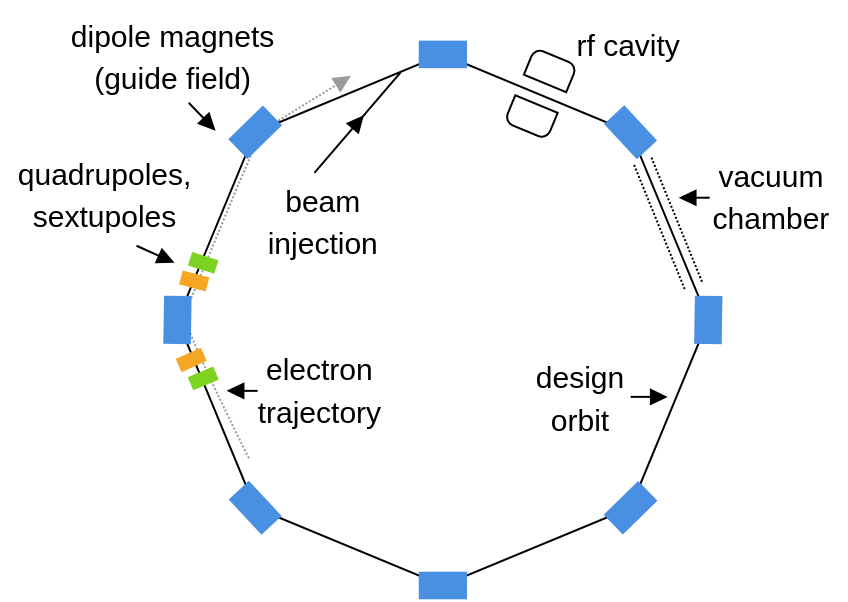 dipole magnets
(guide field)
rf cavity
quadrupoles,
sextupoles
beam
injection
vacuum
chamber
electron
trajectory
design
orbit